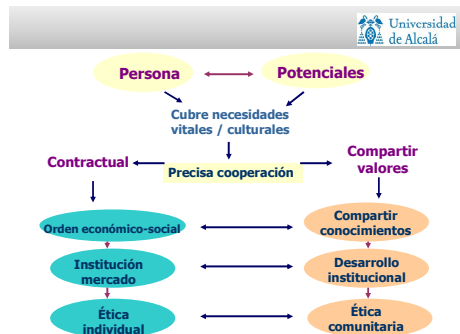 Universidad
de Alcalá
Persona
Potenciales
Cubre necesidades
vitales / culturales
Contractual
Precisa cooperación
Compartir
valores
Orden económico-social
Compartir
conocimientos
Institución
mercado
Desarrollo
institucional
Ética
individual
Ética
comunitaria